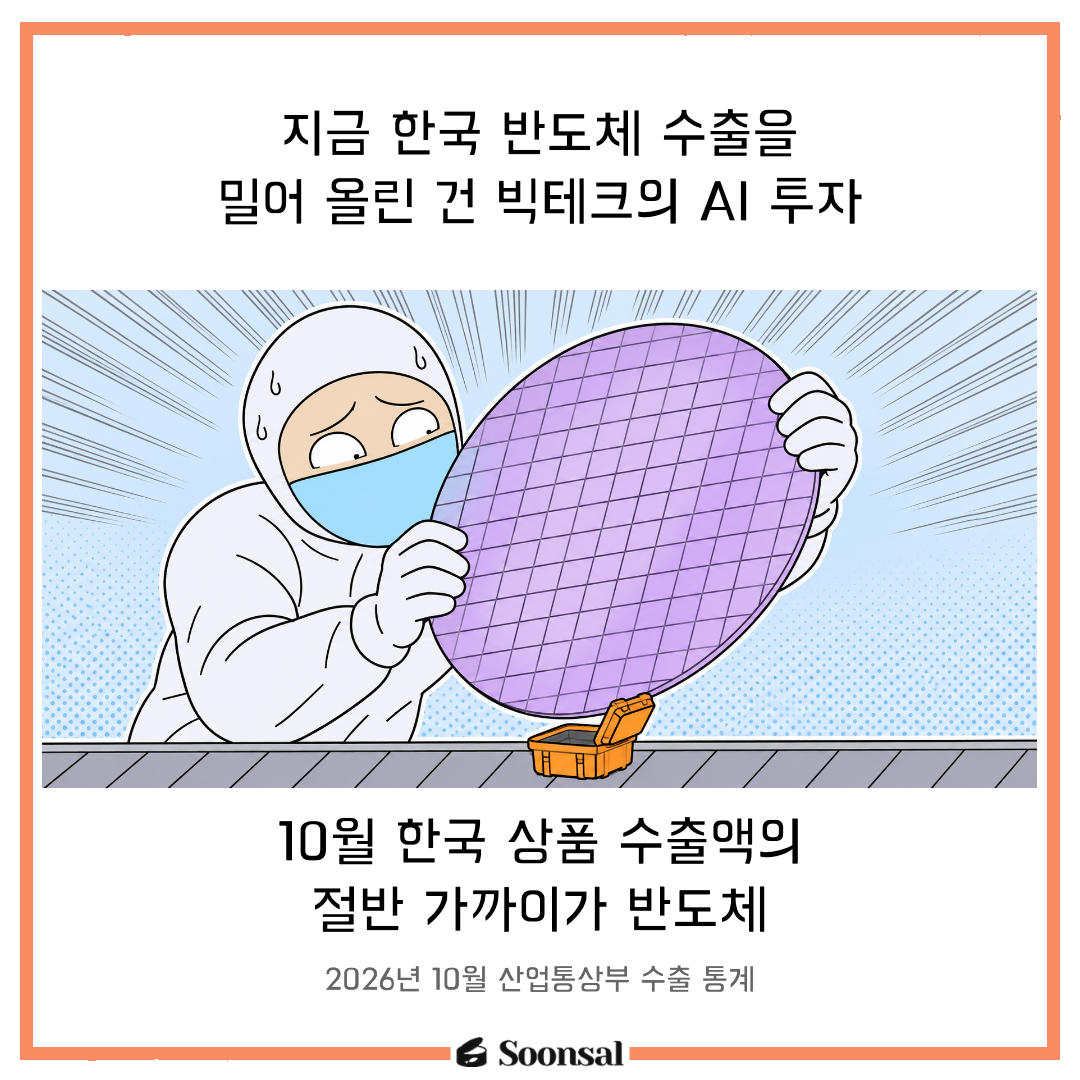 지금 한국 반도체 수출을
밀어 올린 건 빅테크의 AI 투자
10월 한국 상품 수출액의
절반 가까이가 반도체
2026년 10월 산업통상부 수출 통계
Soonsal